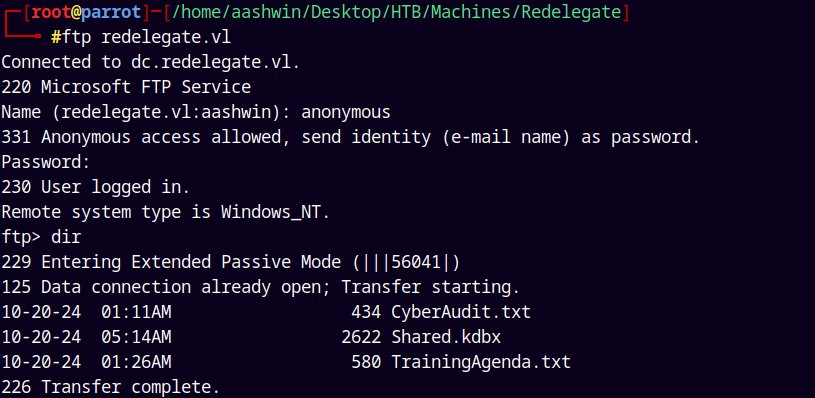 ┌─[root@parrot]─[/home/aashwin/Desktop/HTB/Machines/Redelegate]
└──╼ #ftp redelegate.vl
Connected to dc.redelegate.vl.
220 Microsoft FTP Service
Name (redelegate.vl:aashwin): anonymous
331 Anonymous access allowed, send identity (e-mail name) as password.
Password:
230 User logged in.
Remote system type is Windows_NT.
ftp> dir
229 Entering Extended Passive Mode (|||56041|)
125 Data connection already open; Transfer starting.
10-20-24  01:11AM                  434 CyberAudit.txt
10-20-24  05:14AM                 2622 Shared.kdbx
10-20-24  01:26AM                  580 TrainingAgenda.txt
226 Transfer complete.